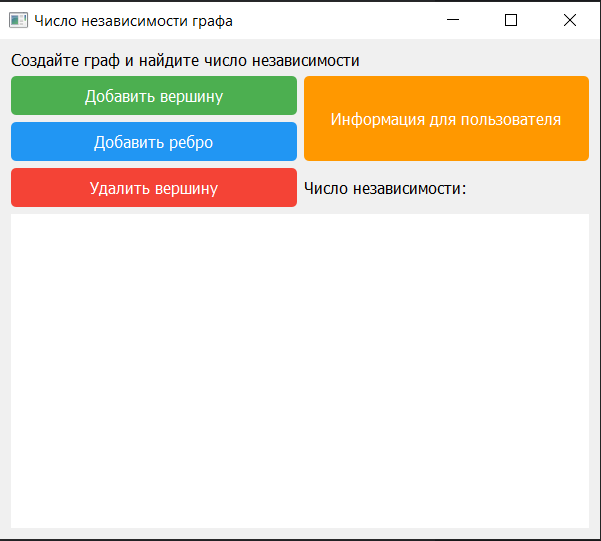 Число независимости графа
Создайте граф и найдите число независимости
Добавить вершину
Информация для пользователя
Добавить ребро
Удалить вершину
Число независимости: